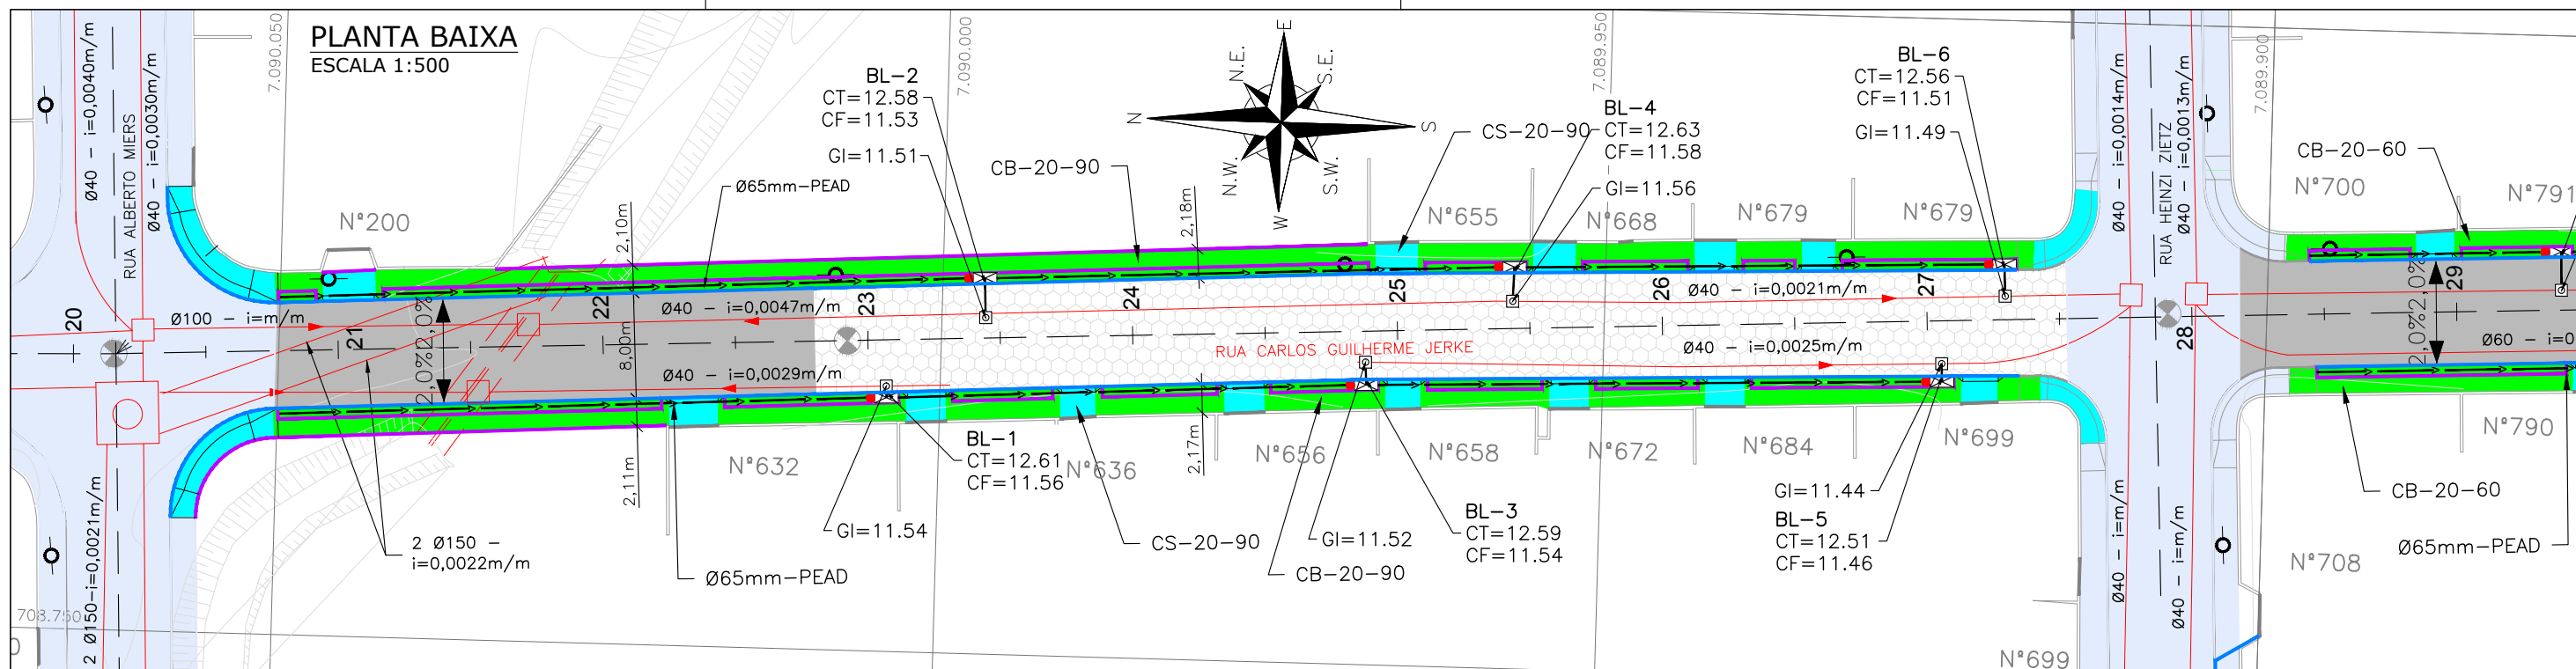 PLANTA BAIXA
ESCALA 1:500
7.090.050
7.090.000
7.089.950
7.089.900
Ø40 - i=0,0040m/m
RUA ALBERTO MIERS
Ø40 - i=0,0030m/m
N
N.E.
E
S.E.
S
S.W.
W
N.W.
BL-2
CT=12.58
CF=11.53
GI=11.51
CB-20-90
Ø65mm-PEAD
CS-20-90
BL-4
CT=12.63
CF=11.58
GI=11.56
BL-6
CT=12.56
CF=11.51
GI=11.49
Ø40 - i=0,0014m/m
RUA HEINZI ZIETZ
Ø40 - i=0,0013m/m
CB-20-60
N°700
N°791
N°200
2,10m
2,18m
N°655
N°668
N°679
N°679
20
21
22
23
24
25
26
27
28
29
Ø100 - i=m/m
Ø40 - i=0,0047m/m
Ø40 - i=0,0021m/m
2,0%
2,0%
8,00m
RUA CARLOS GUILHERME JERKE
Ø40 - i=0,0025m/m
2,0%
2,0%
Ø60 - i=0
Ø40 - i=0,0029m/m
2,11m
2,17m
N°632
BL-1
CT=12.61
CF=11.56
N°636
N°656
N°658
N°672
N°684
N°699
N°790
GI=11.54
CS-20-90
GI=11.52
CB-20-90
BL-3
CT=12.59
CF=11.54
GI=11.44
BL-5
CT=12.51
CF=11.46
CB-20-60
2 Ø150 -
i=0,0022m/m
Ø65mm-PEAD
Ø65mm-PEAD
N°708
708.750
2 Ø150-i=0,0021m/m
Ø40 - i=m/m
Ø40 - i=m/m
N°699